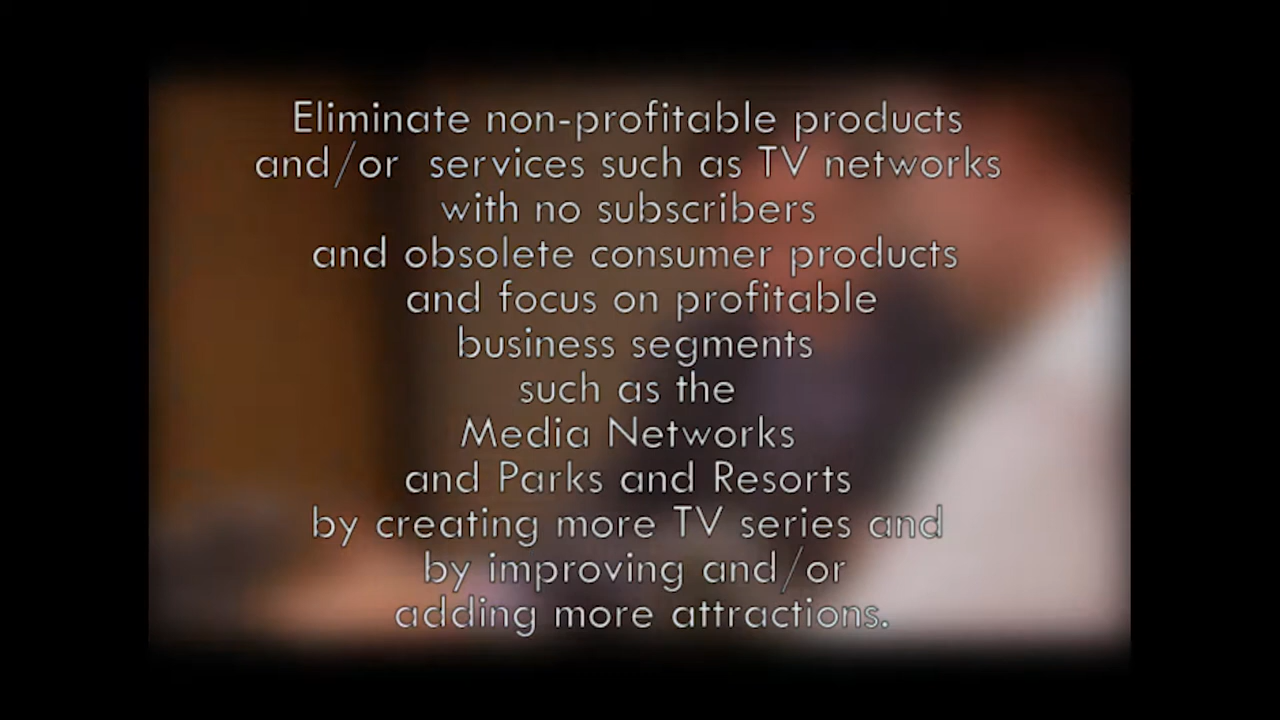 Eliminate non-profitable products
and/or services such as TV networks
with no subscribers
and obsolete consumer products
and focus on profitable
business segments
such as the
Media Networks
and Parks and Resorts
by creating more TV series and
by improving and/or
adding more attractions.